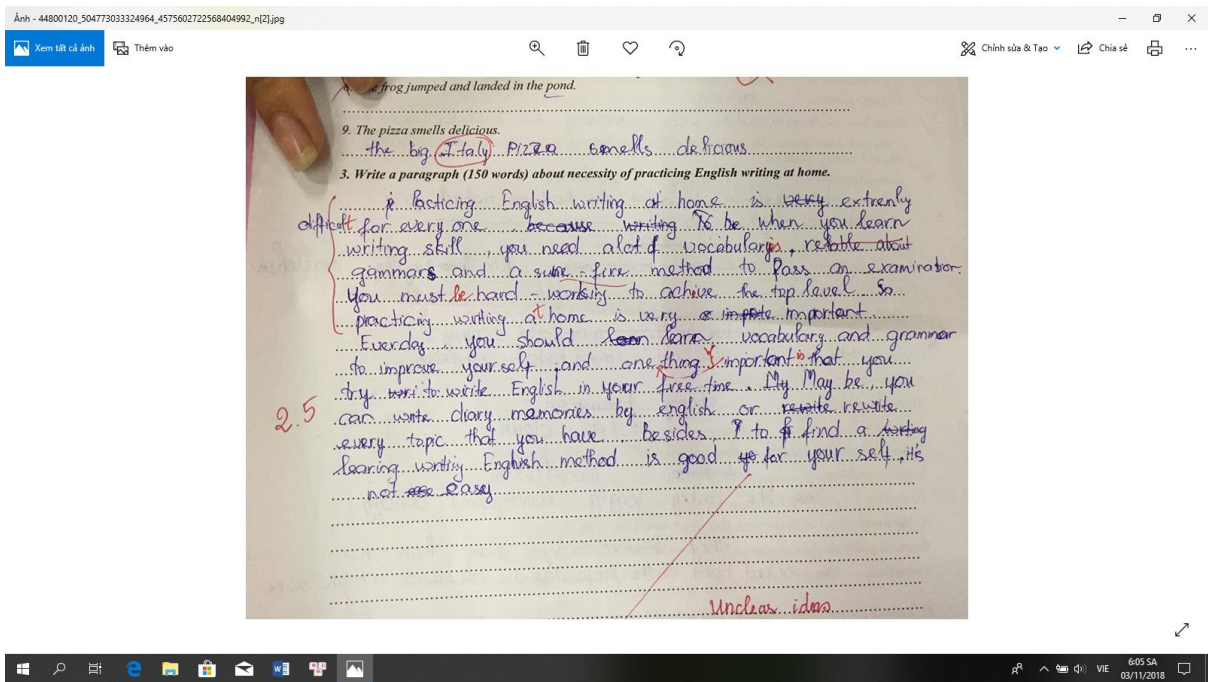 Ảnh - 44800120_504773033324964_4575602722568404992_n[2].jpg
Xem tất cả ảnh Thêm vào Chỉnh sửa & Tạo Chia sẻ
frog jumped and landed in the pond.
9. The pizza smells delicious.
the big Italy Pizza smells delicious
3. Write a paragraph (150 words) about necessity of practicing English writing at home.
Pacticing English writing at home is very extremly
difficult for every one because writing To be when you learn
writing skill, you need a lot of vocabularis, relable about
gammars and a sure-fire method to Pass an examination.
You must be hard-working to achive the top level So
practicing writing at home is very important
Everday, you should learn vocabulary and grammar
to improve your self and one thing important is that you
try to write English in your free time. My May be, you
can write diary memories by english or rewite rewrite
2.5
every topic that you have besides, to find a writing
learing writing English method is good for your self, it's
not easy
Unclear ideas
VIE 6:05 SA
03/11/2018